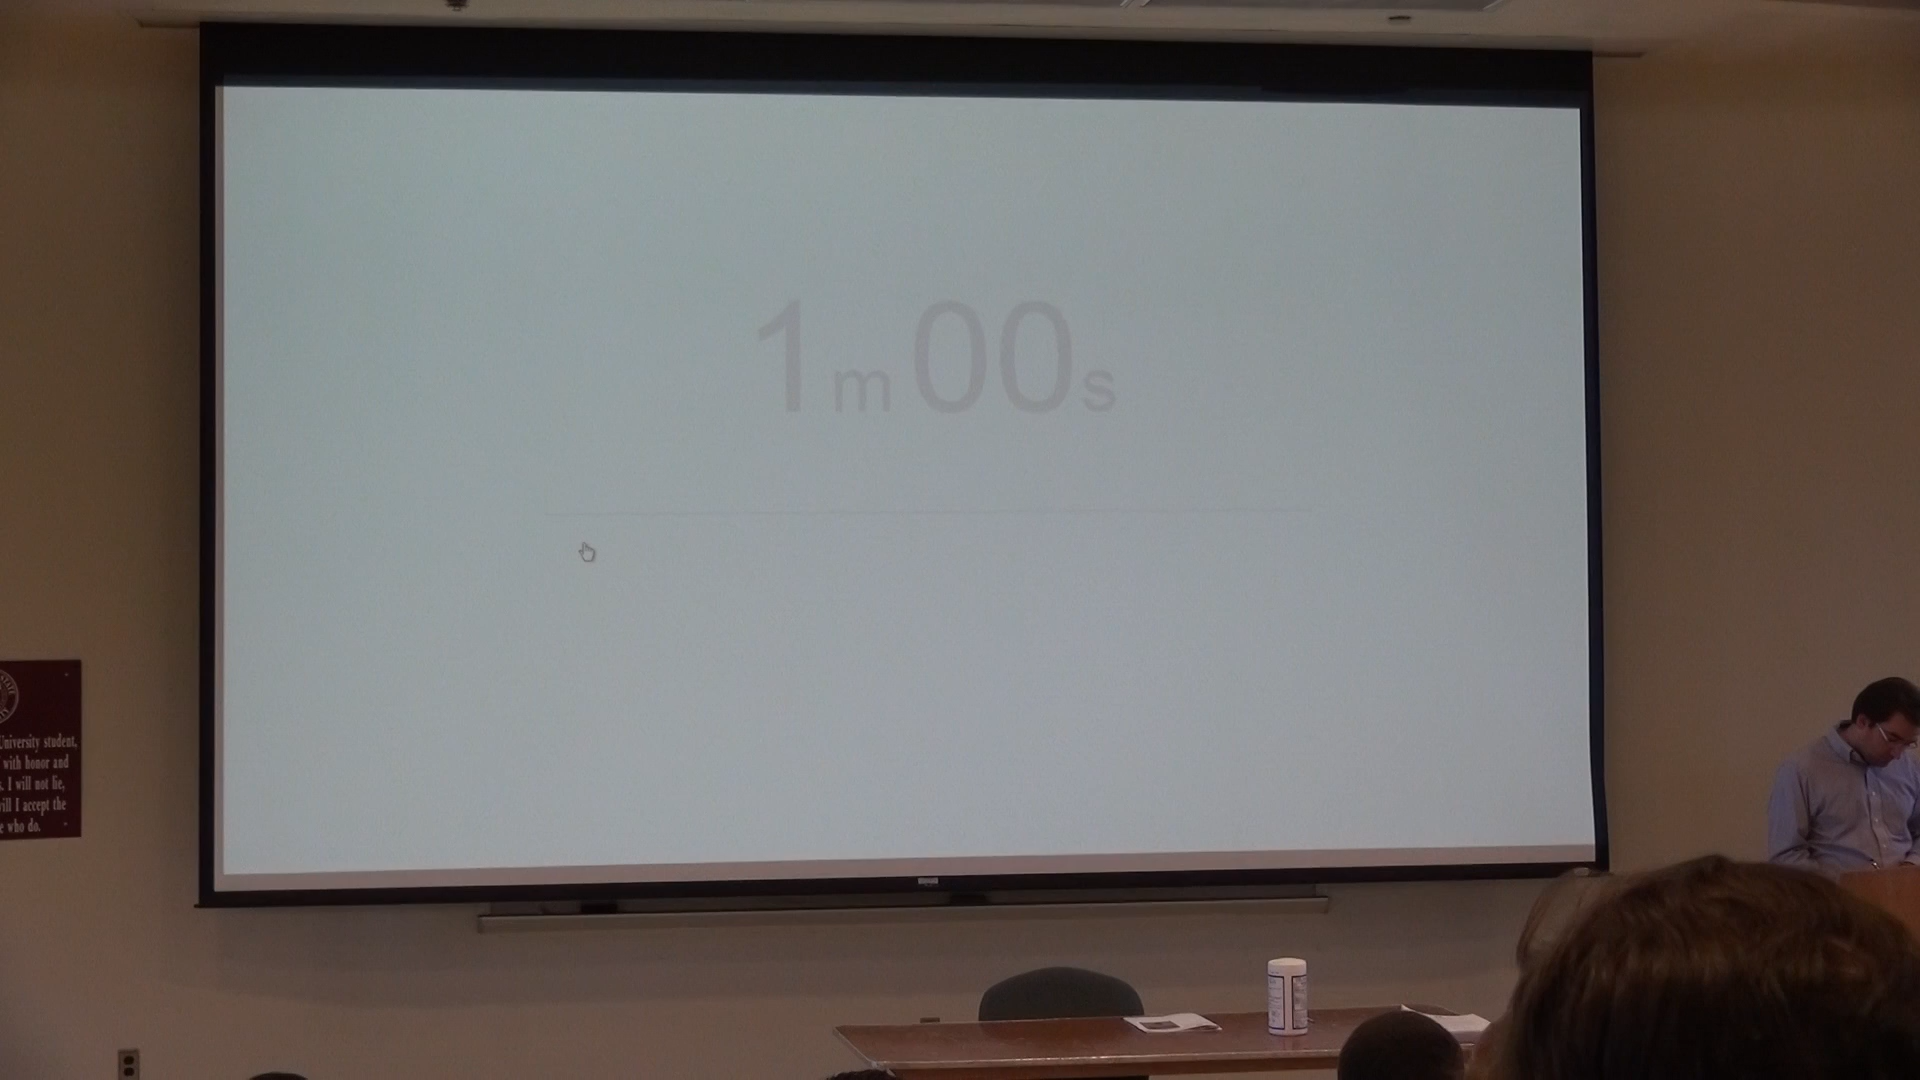 1m00s
University student,
with honor and
. I will not lie,
will I accept the
who do.